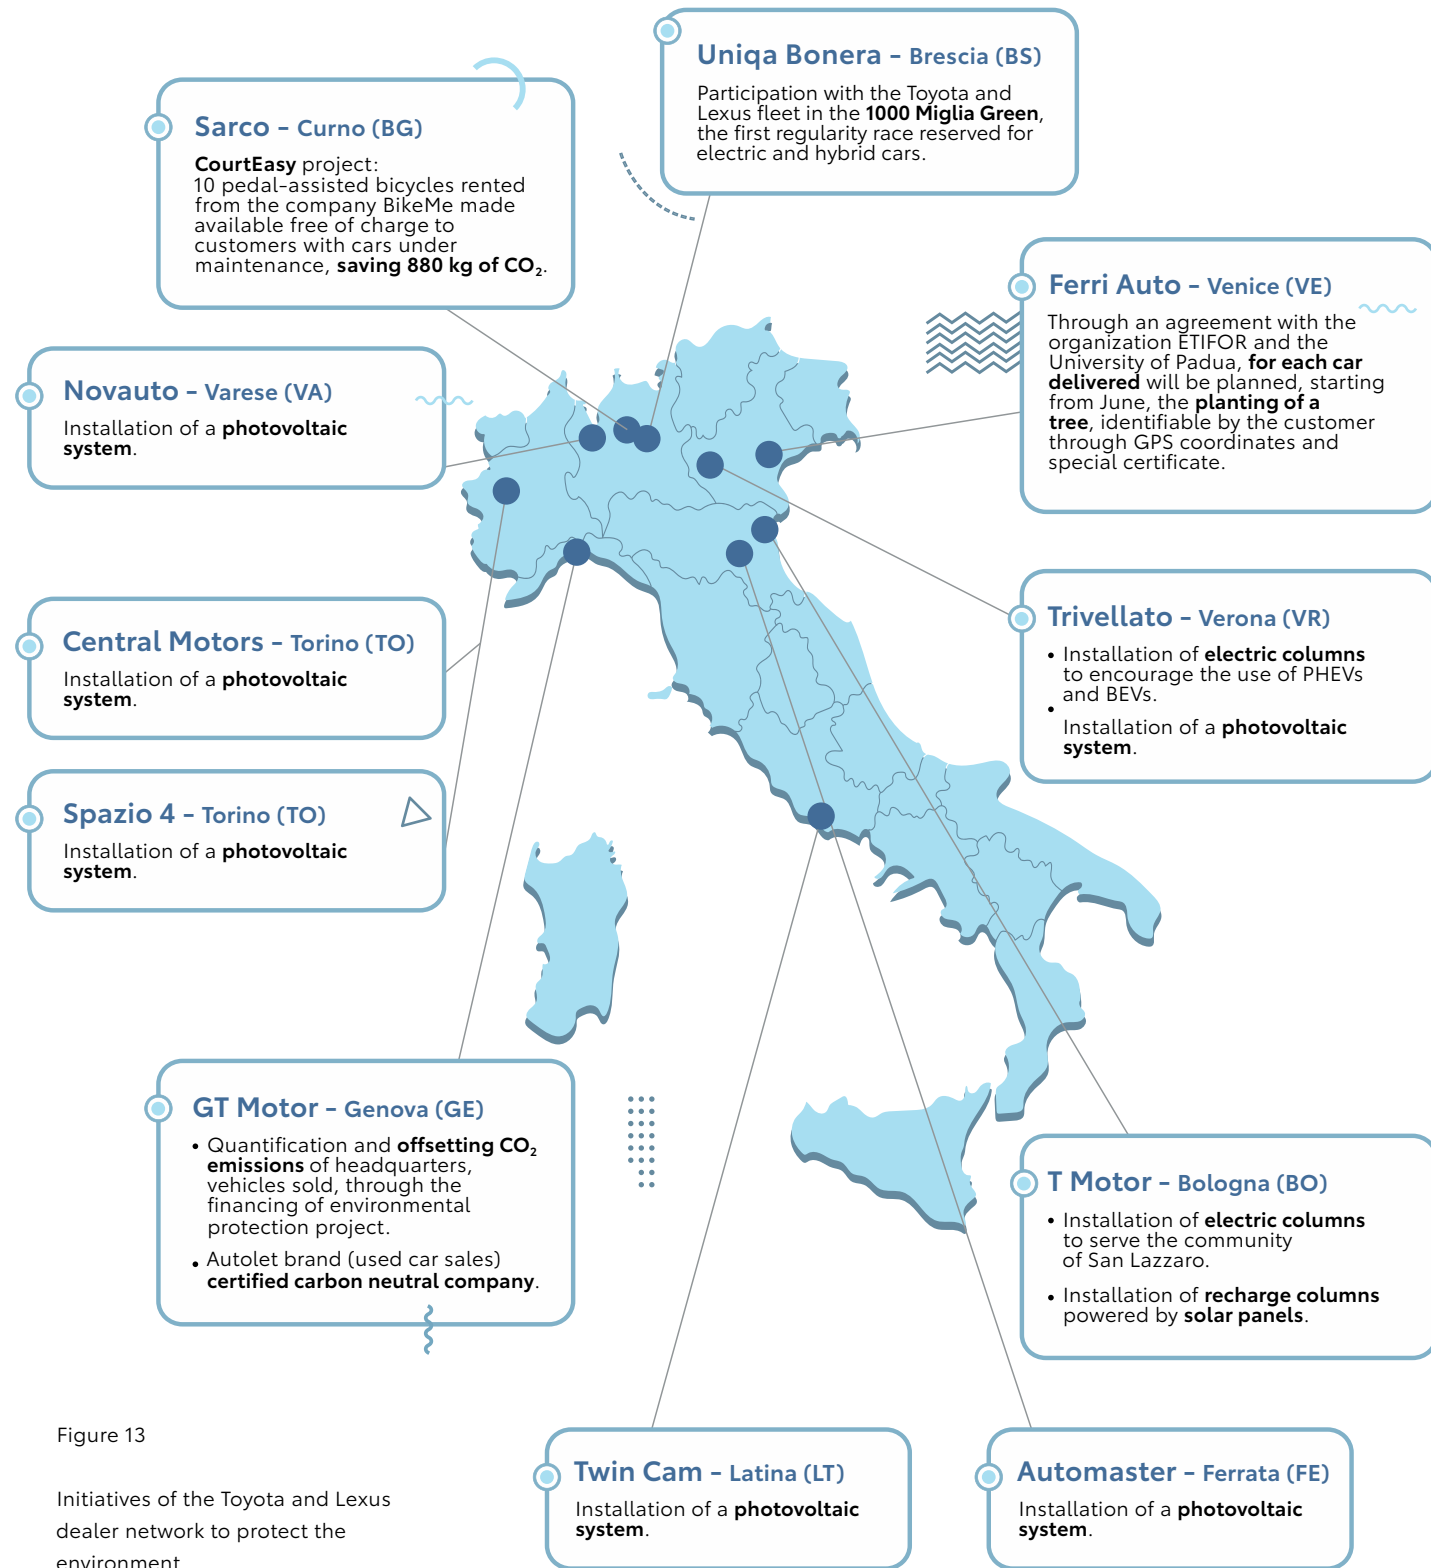 Uniqa Bonera - Brescia (BS)
Participation with the Toyota and
Lexus fleet in the 1000 Miglia Green,
the first regularity race reserved for
electric and hybrid cars.
Sarco - Curno (BG)
CourtEasy project:
10 pedal-assisted bicycles rented
from the company BikeMe made
available free of charge to
customers with cars under
maintenance, saving 880 kg of CO₂.
Ferri Auto - Venice (VE)
Through an agreement with the
organization ETIFOR and the
University of Padua, for each car
delivered will be planned, starting
from June, the planting of a
tree, identifiable by the customer
through GPS coordinates and
special certificate.
Novauto - Varese (VA)
Installation of a photovoltaic
system.
Central Motors - Torino (TO)
Installation of a photovoltaic
system.
Trivellato - Verona (VR)
• Installation of electric columns
to encourage the use of PHEVs
and BEVs.
•
Installation of a photovoltaic
system.
Spazio 4 - Torino (TO)
Installation of a photovoltaic
system.
GT Motor - Genova (GE)
• Quantification and offsetting CO₂
emissions of headquarters,
vehicles sold, through the
financing of environmental
protection project.
• Autolet brand (used car sales)
certified carbon neutral company.
T Motor - Bologna (BO)
• Installation of electric columns
to serve the community
of San Lazzaro.
• Installation of recharge columns
powered by solar panels.
Twin Cam - Latina (LT)
Installation of a photovoltaic
system.
Automaster - Ferrata (FE)
Installation of a photovoltaic
system.
Figure 13
Initiatives of the Toyota and Lexus
dealer network to protect the
environment